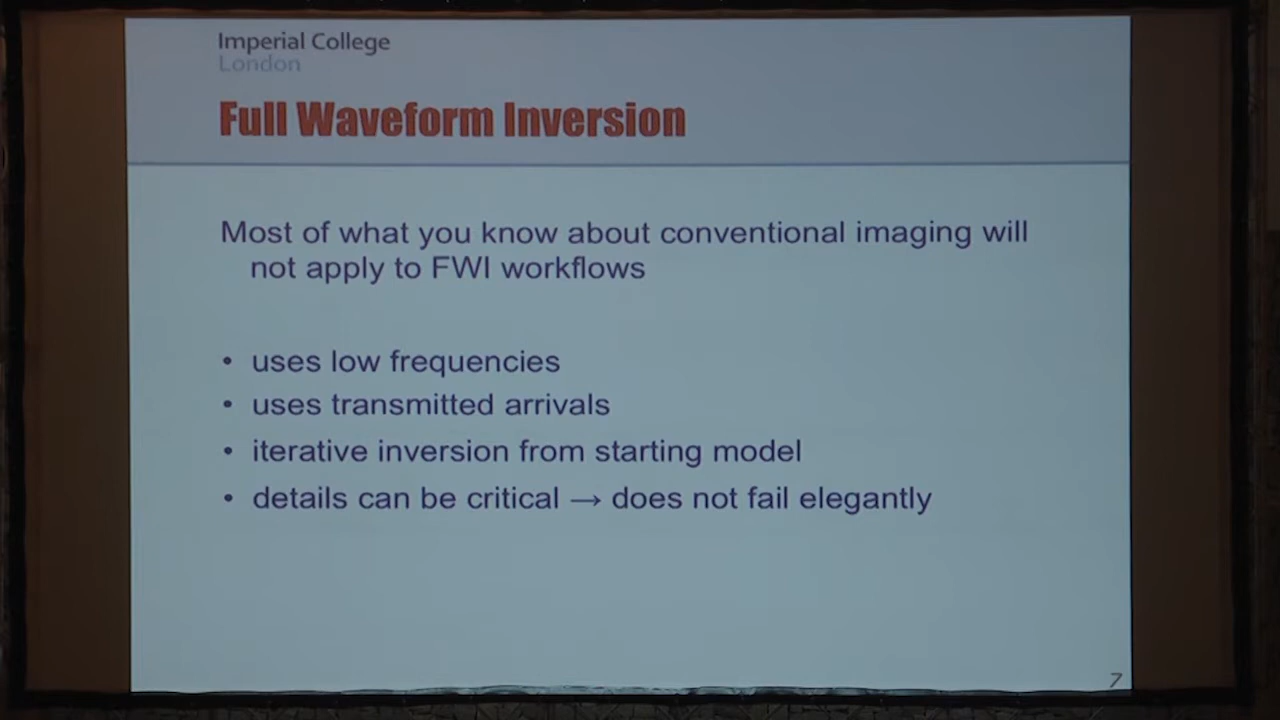 Imperial College
London
Full Waveform Inversion
Most of what you know about conventional imaging will
not apply to FWI workflows
• uses low frequencies
• uses transmitted arrivals
• iterative inversion from starting model
• details can be critical → does not fail elegantly
7